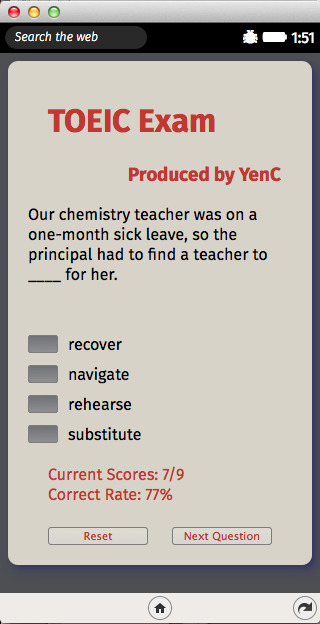 Search the web
1:51
TOEIC Exam
Produced by YenC
Our chemistry teacher was on a
one-month sick leave, so the
principal had to find a teacher to
____ for her.
recover
navigate
rehearse
substitute
Current Scores: 7/9
Correct Rate: 77%
Reset
Next Question